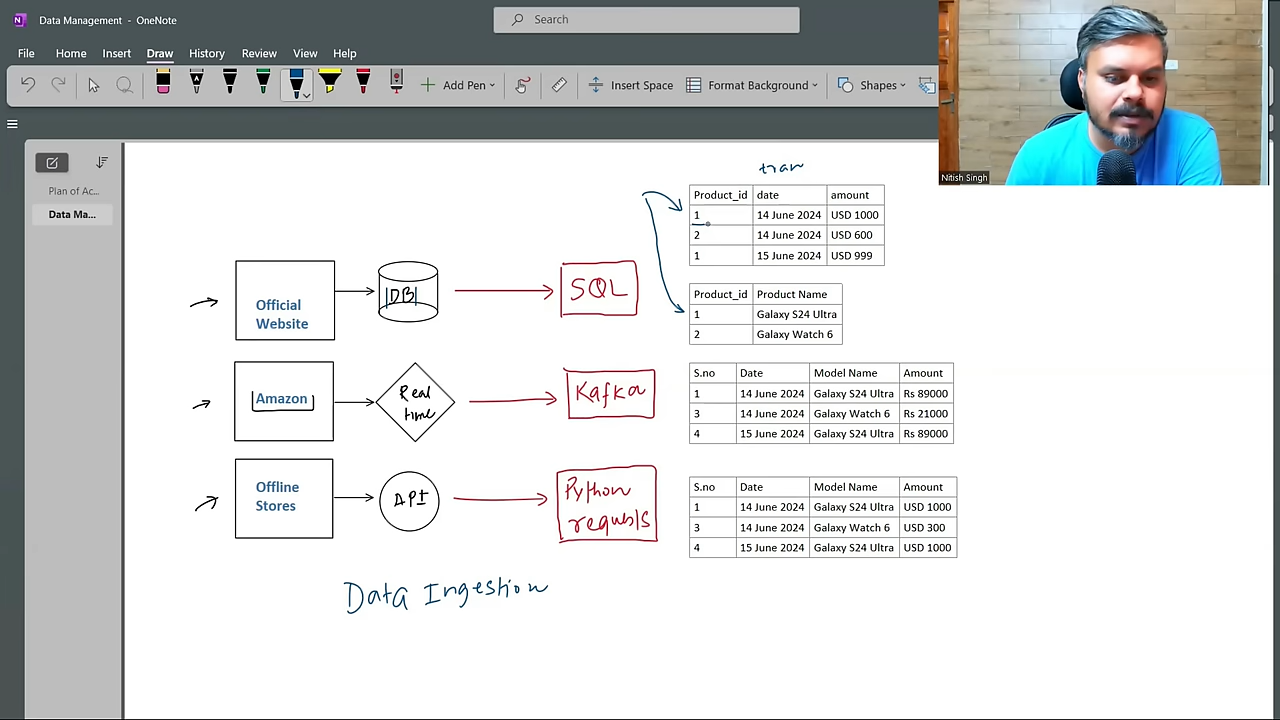 Data Management - OneNote
Search
File Home Insert Draw History Review View Help
Add Pen Insert Space Format Background Shapes
Nitish Singh
Plan of Ac...
Data Ma...
tran
Product_id date amount
1 14 June 2024 USD 1000
2 14 June 2024 USD 600
1 15 June 2024 USD 999
Official
Website
DB
SQL
Product_id Product Name
1 Galaxy S24 Ultra
2 Galaxy Watch 6
Amazon
Real
time
Kafka
S.no Date Model Name Amount
1 14 June 2024 Galaxy S24 Ultra Rs 89000
3 14 June 2024 Galaxy Watch 6 Rs 21000
4 15 June 2024 Galaxy S24 Ultra Rs 89000
Offline
Stores
API
Python
S.no Date Model Name Amount
1 14 June 2024 Galaxy S24 Ultra USD 1000
3 14 June 2024 Galaxy Watch 6 USD 300
4 15 June 2024 Galaxy S24 Ultra USD 1000
Data Ingestion